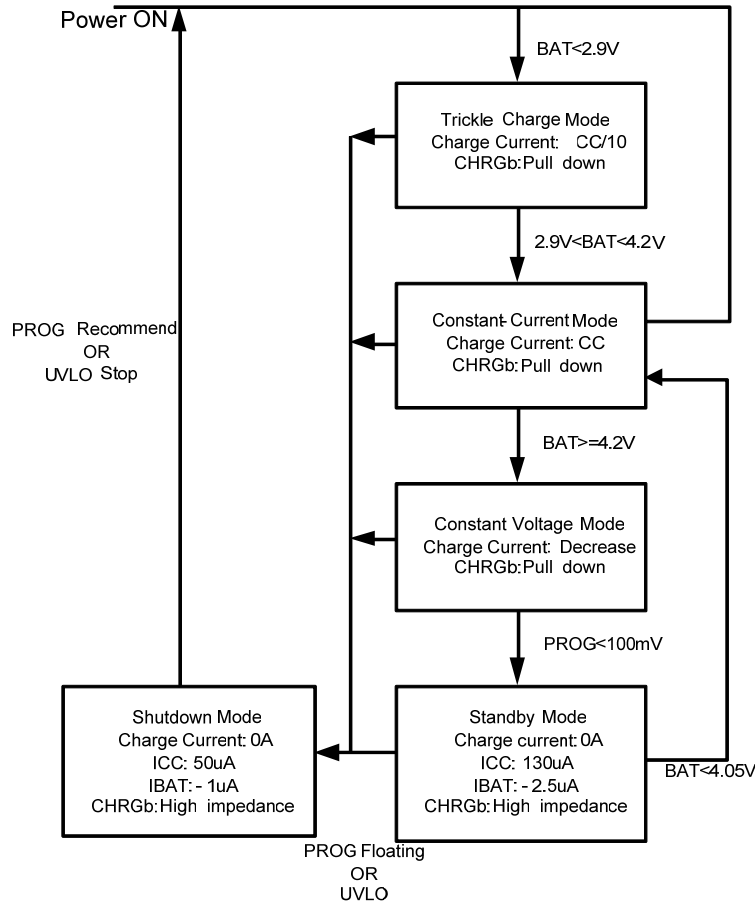 Power ON
BAT<2.9V
Trickle Charge Mode
Charge Current: CC/10
CHRGb:Pull down
2.9V<BAT<4.2V
Constant-Current Mode
Charge Current: CC
CHRGb:Pull down
PROG Recommend
OR
UVLO Stop
BAT>=4.2V
Constant Voltage Mode
Charge Current: Decrease
CHRGb:Pull down
PROG<100mV
Shutdown Mode
Charge Current:0A
ICC: 50uA
IBAT:-1uA
CHRGb:High impedance
Standby Mode
Charge current:0A
ICC: 130uA
IBAT:-2.5uA
CHRGb:High impedance
BAT<4.05V
PROG Floating
OR
UVLO